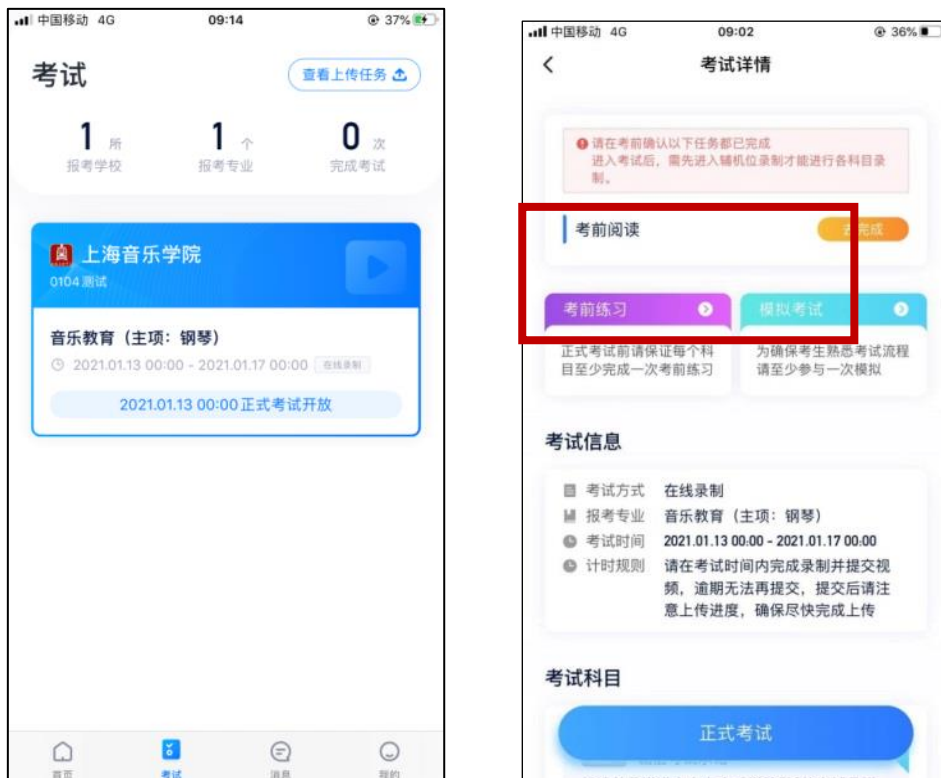 中国移动 4G 09:14 37%
考试
查看上传任务
1 所 1 个 0 次
报考学校 报考专业 完成考试
上海音乐学院
0104测试
音乐教育（主项：钢琴）
2021.01.13 00:00 - 2021.01.17 00:00 在线录制
2021.01.13 00:00正式考试开放
首页 考试 消息 我的
中国移动 4G 09:02 36%
考试详情
请在考前确认以下任务都已完成
进入考试后，需先进入辅机位录制才能进行各科目录
制。
考前阅读 去完成
考前练习 模拟考试
正式考试前请保证每个科
目至少完成一次考前练习
为确保考生熟悉考试流程
请至少参与一次模拟
考试信息
考试方式 在线录制
报考专业 音乐教育（主项：钢琴）
考试时间 2021.01.13 00:00 - 2021.01.17 00:00
计时规则 请在考试时间内完成录制并提交视
频，逾期无法再提交，提交后请注
意上传进度，确保尽快完成上传
考试科目
正式考试